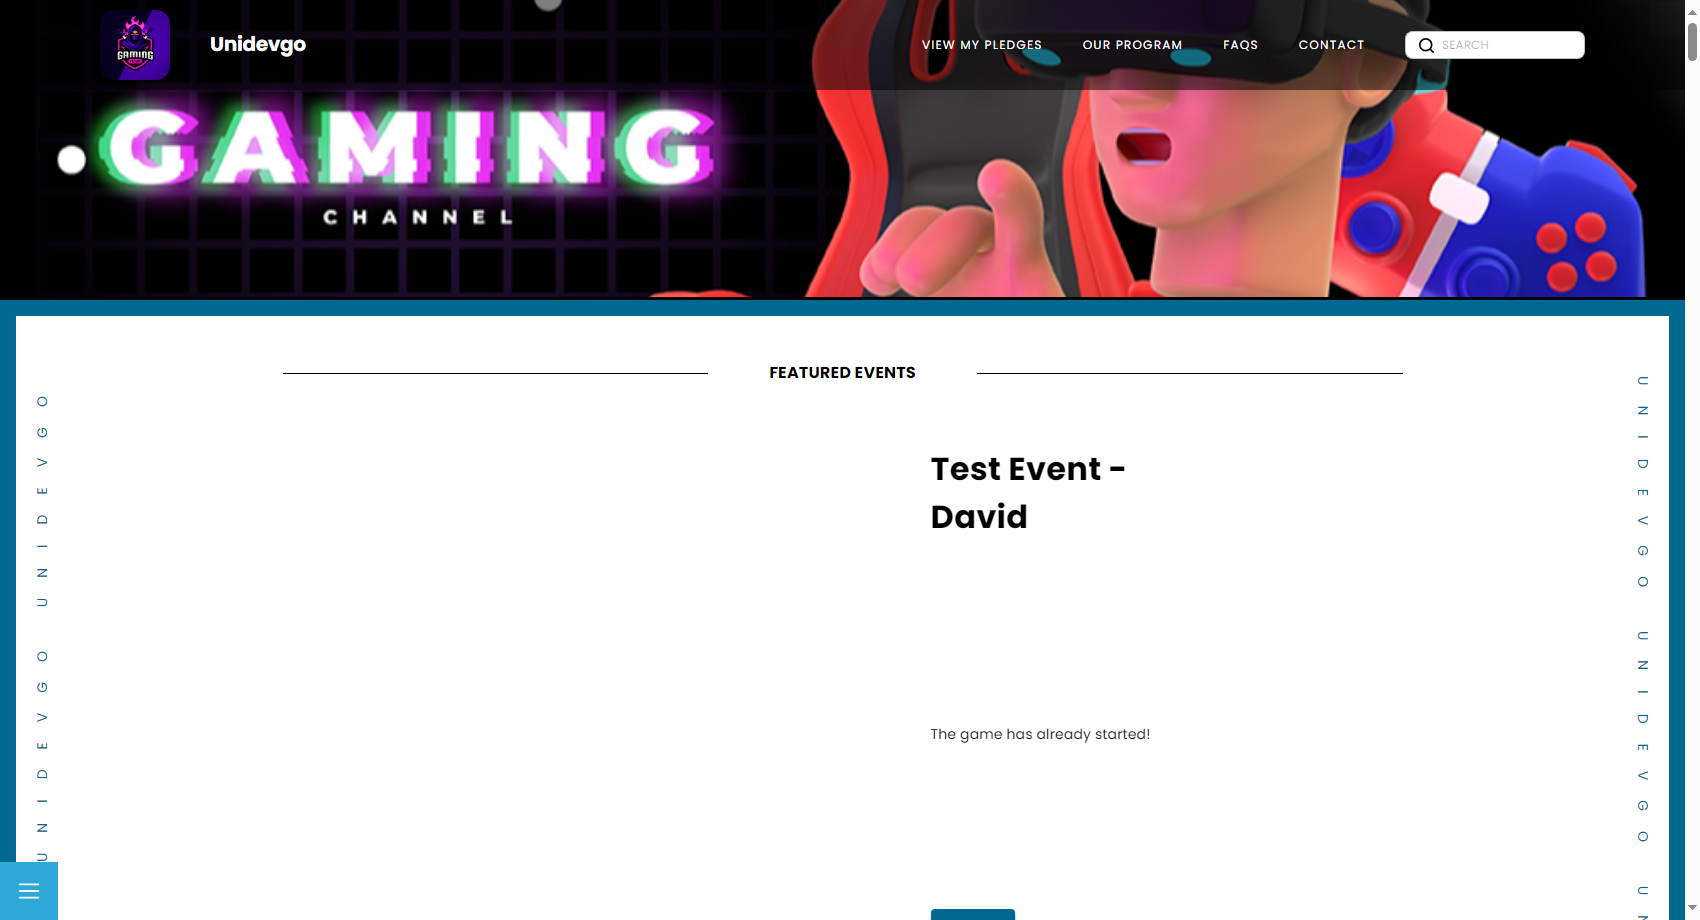 GAMING
Unidevgo
VIEW MY PLEDGES
OUR PROGRAM
FAQS
CONTACT
SEARCH
GAMING
CHANNEL
FEATURED EVENTS
Test Event -
David
The game has already started!
UNIDEVGO UNIDEVGO
UNIDEVGO UNIDEVGO UN